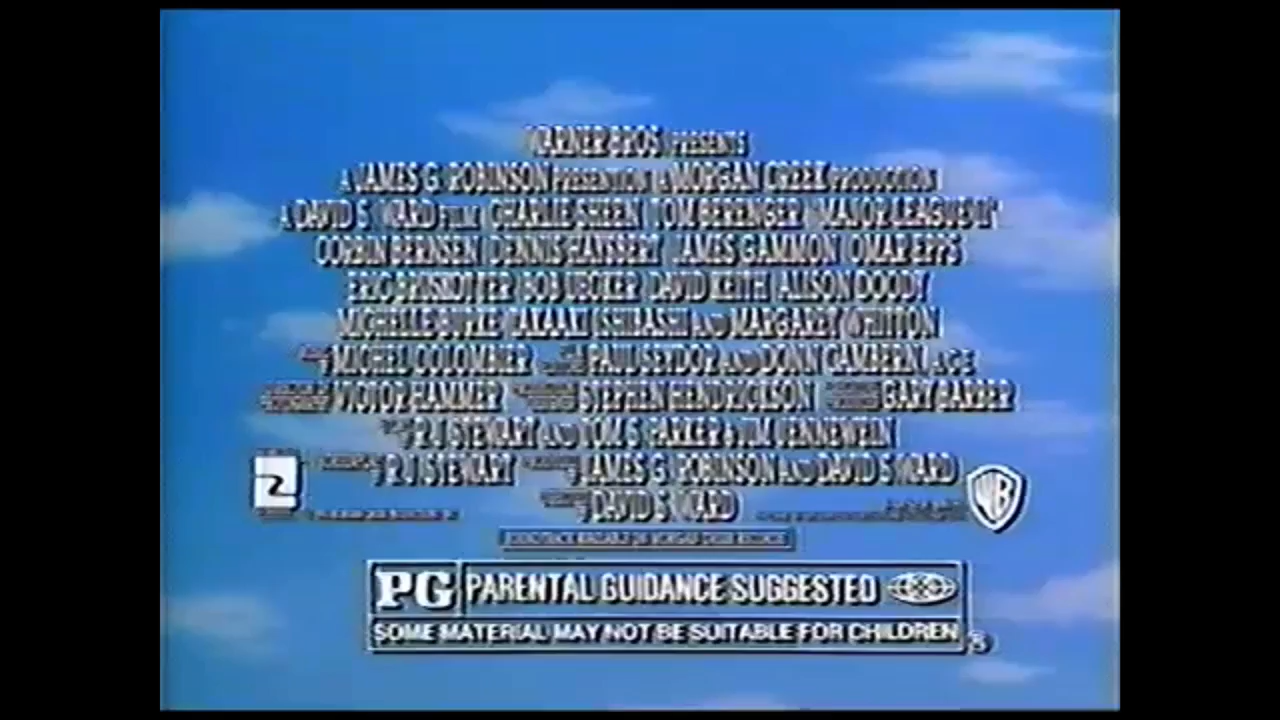 WARNER BROS. PRESENTS
A JAMES G. ROBINSON PRESENTATION A MORGAN CREEK PRODUCTION
A DAVID S. WARD FILM CHARLIE SHEEN TOM BERENGER "MAJOR LEAGUE II"
CORBIN BERNSEN DENNIS HAYSBERT JAMES GAMMON OMAR EPPS
ERIC BRUSKOTTER BOB UECKER DAVID KEITH ALISON DOODY
MICHELLE BURKE TAKAAKI ISHIBASHI AND MARGARET WHITTON
MICHEL COLOMBIER PAUL SEYDOR AND DONN CAMBERN, A.C.E.
VICTOR HAMMER STEPHEN HENDRICKSON GARY BARBER
R.J. STEWART AND TOM S. PARKER & JIM JENNEWEIN
R.J. STEWART JAMES G. ROBINSON AND DAVID S. WARD
DAVID S. WARD
WB
PG PARENTAL GUIDANCE SUGGESTED
SOME MATERIAL MAY NOT BE SUITABLE FOR CHILDREN